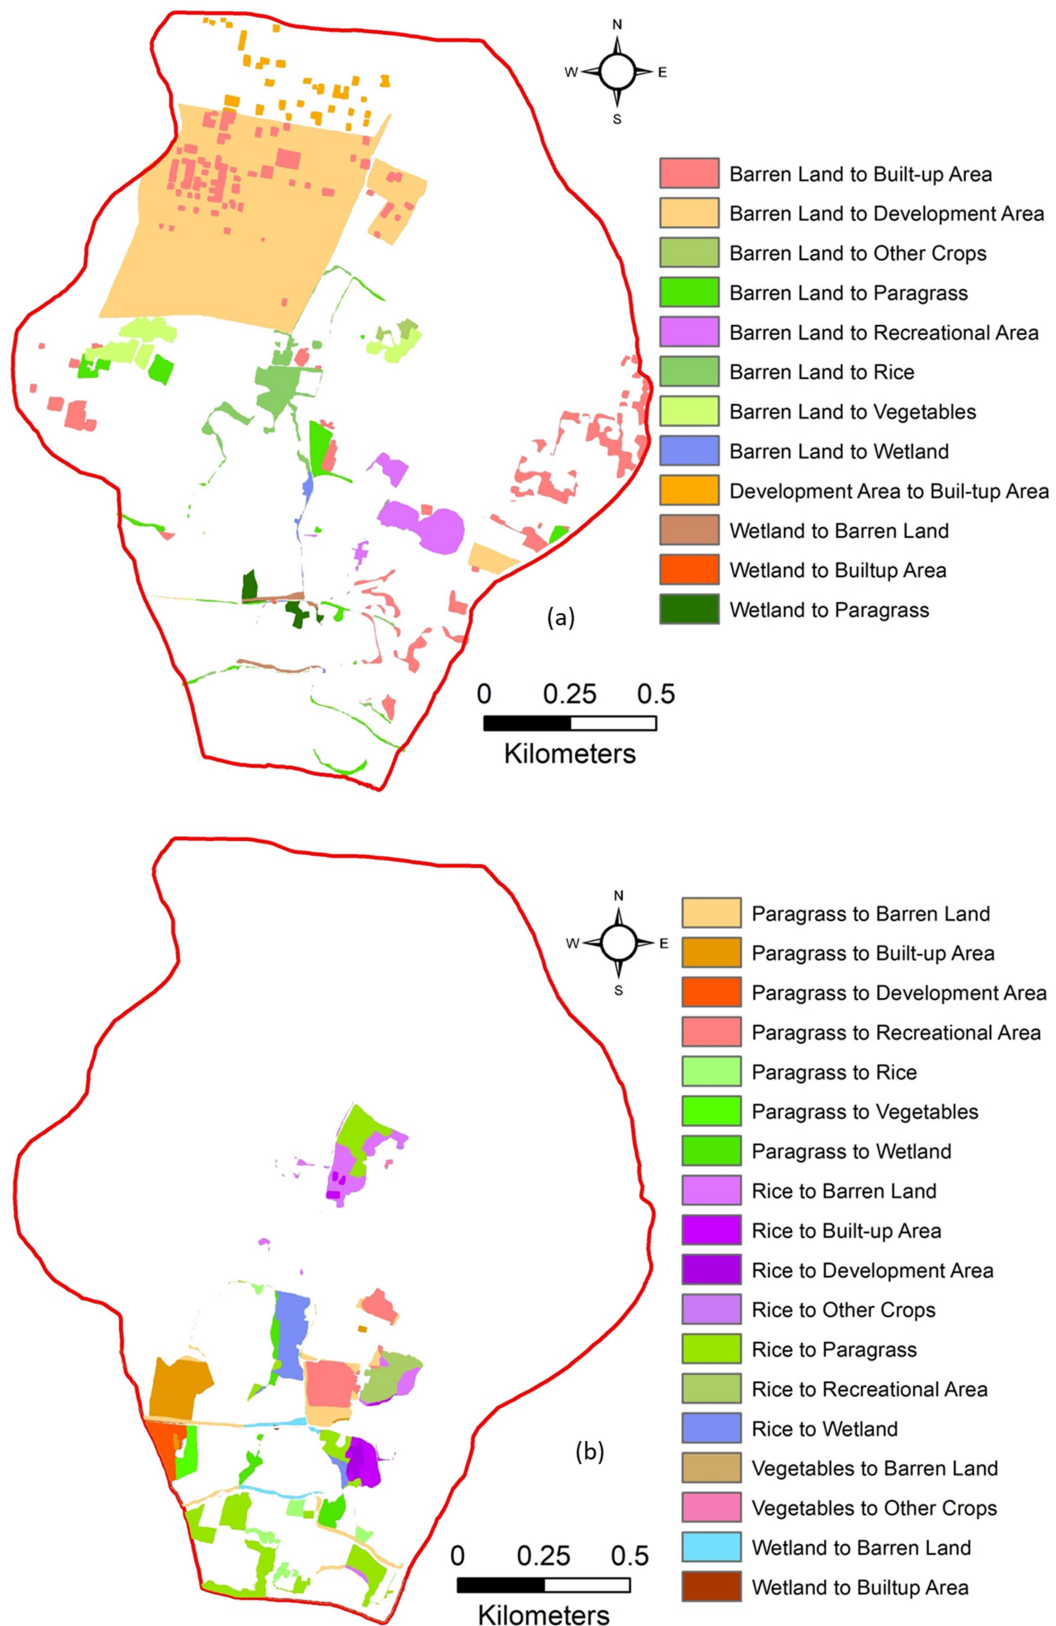 N
W E
S
Barren Land to Built-up Area
Barren Land to Development Area
Barren Land to Other Crops
Barren Land to Paragrass
Barren Land to Recreational Area
Barren Land to Rice
Barren Land to Vegetables
Barren Land to Wetland
Development Area to Buil-tup Area
Wetland to Barren Land
Wetland to Builtup Area
Wetland to Paragrass
(a)
0 0.25 0.5
Kilometers
N
W E
S
Paragrass to Barren Land
Paragrass to Built-up Area
Paragrass to Development Area
Paragrass to Recreational Area
Paragrass to Rice
Paragrass to Vegetables
Paragrass to Wetland
Rice to Barren Land
Rice to Built-up Area
Rice to Development Area
Rice to Other Crops
Rice to Paragrass
Rice to Recreational Area
Rice to Wetland
Vegetables to Barren Land
Vegetables to Other Crops
Wetland to Barren Land
Wetland to Builtup Area
(b)
0 0.25 0.5
Kilometers